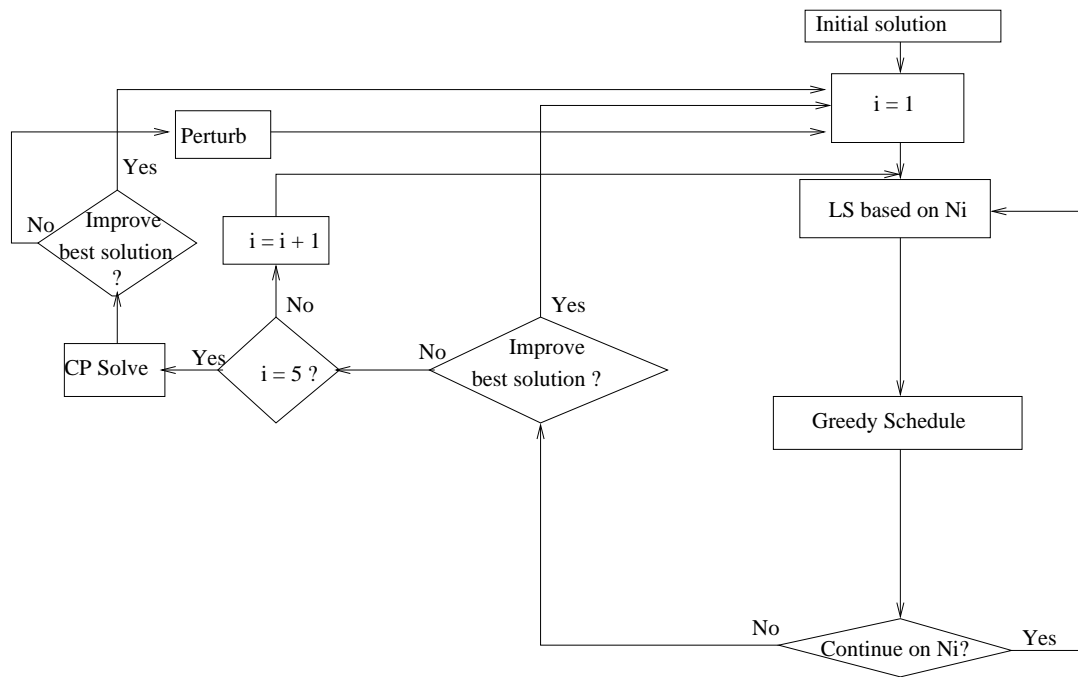 Initial solution
i = 1
Perturb
Yes
LS based on Ni
No
Improve
best solution
?
i = i + 1
No
Yes
CP Solve
Yes
i = 5 ?
No
Improve
best solution ?
Greedy Schedule
No
Continue on Ni?
Yes